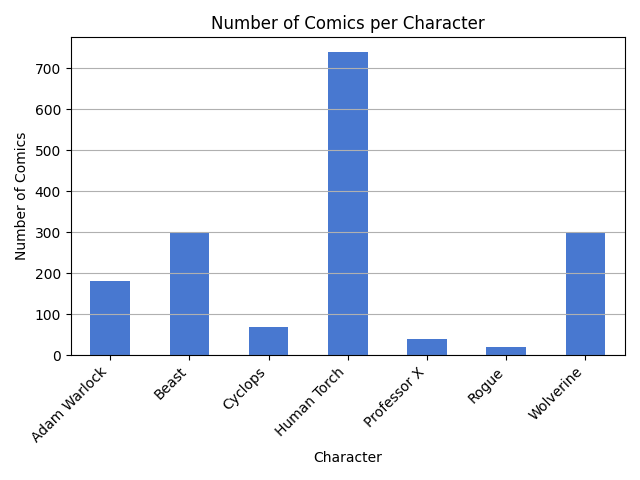 Number of Comics per Character
Number of Comics
700
600
500
400
300
200
100
0
Adam Warlock
Beast
Cyclops
Human Torch
Professor X
Rogue
Wolverine
Character